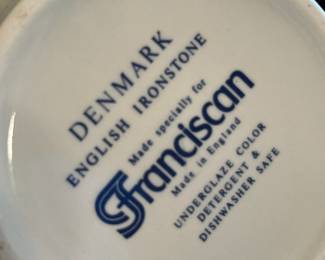 DENMARK
ENGLISH IRONSTONE
Made specially for
Franciscan
Made in England
UNDERGLAZE COLOR
DETERGENT &
DISHWASHER SAFE